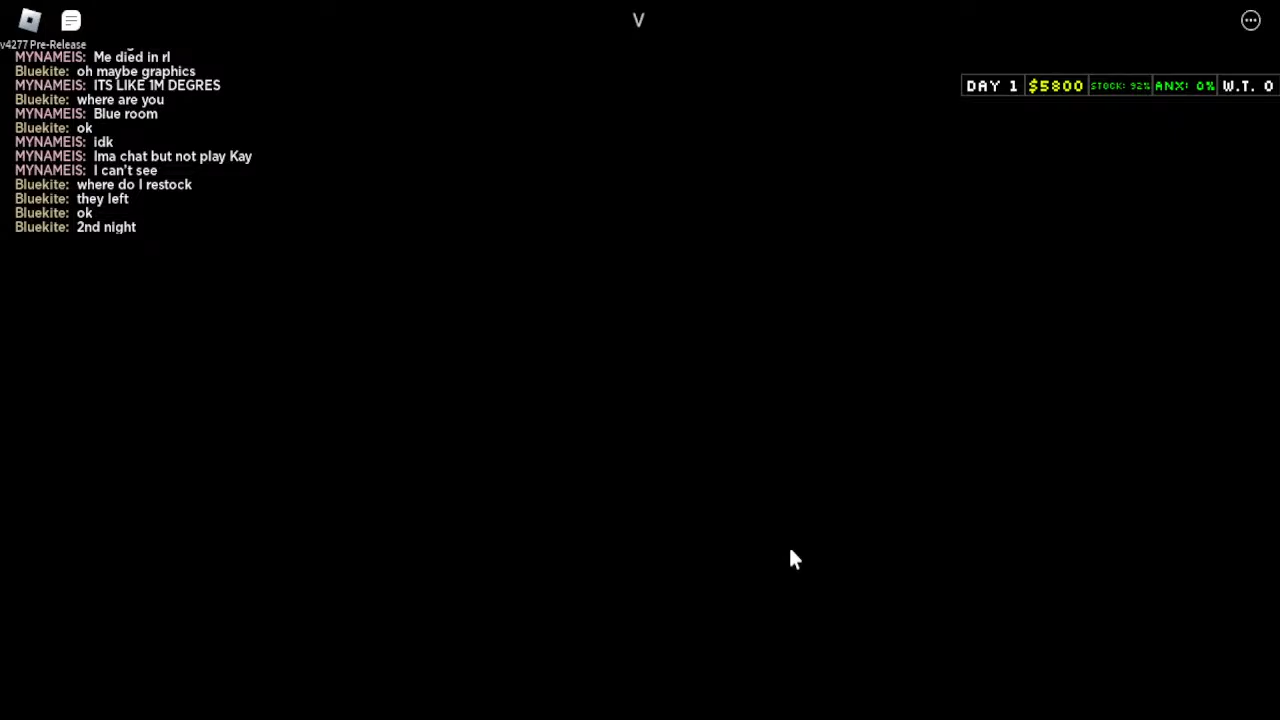 V
v4277 Pre-Release
MYNAMEIS: Me died in rl
Bluekite: oh maybe graphics
MYNAMEIS: ITS LIKE 1M DEGRES
Bluekite: where are you
MYNAMEIS: Blue room
Bluekite: ok
MYNAMEIS: idk
MYNAMEIS: Ima chat but not play Kay
MYNAMEIS: I can't see
Bluekite: where do I restock
Bluekite: they left
Bluekite: ok
Bluekite: 2nd night
DAY 1 $5800 STOCK: 92% ANX: 0% W.T. 0